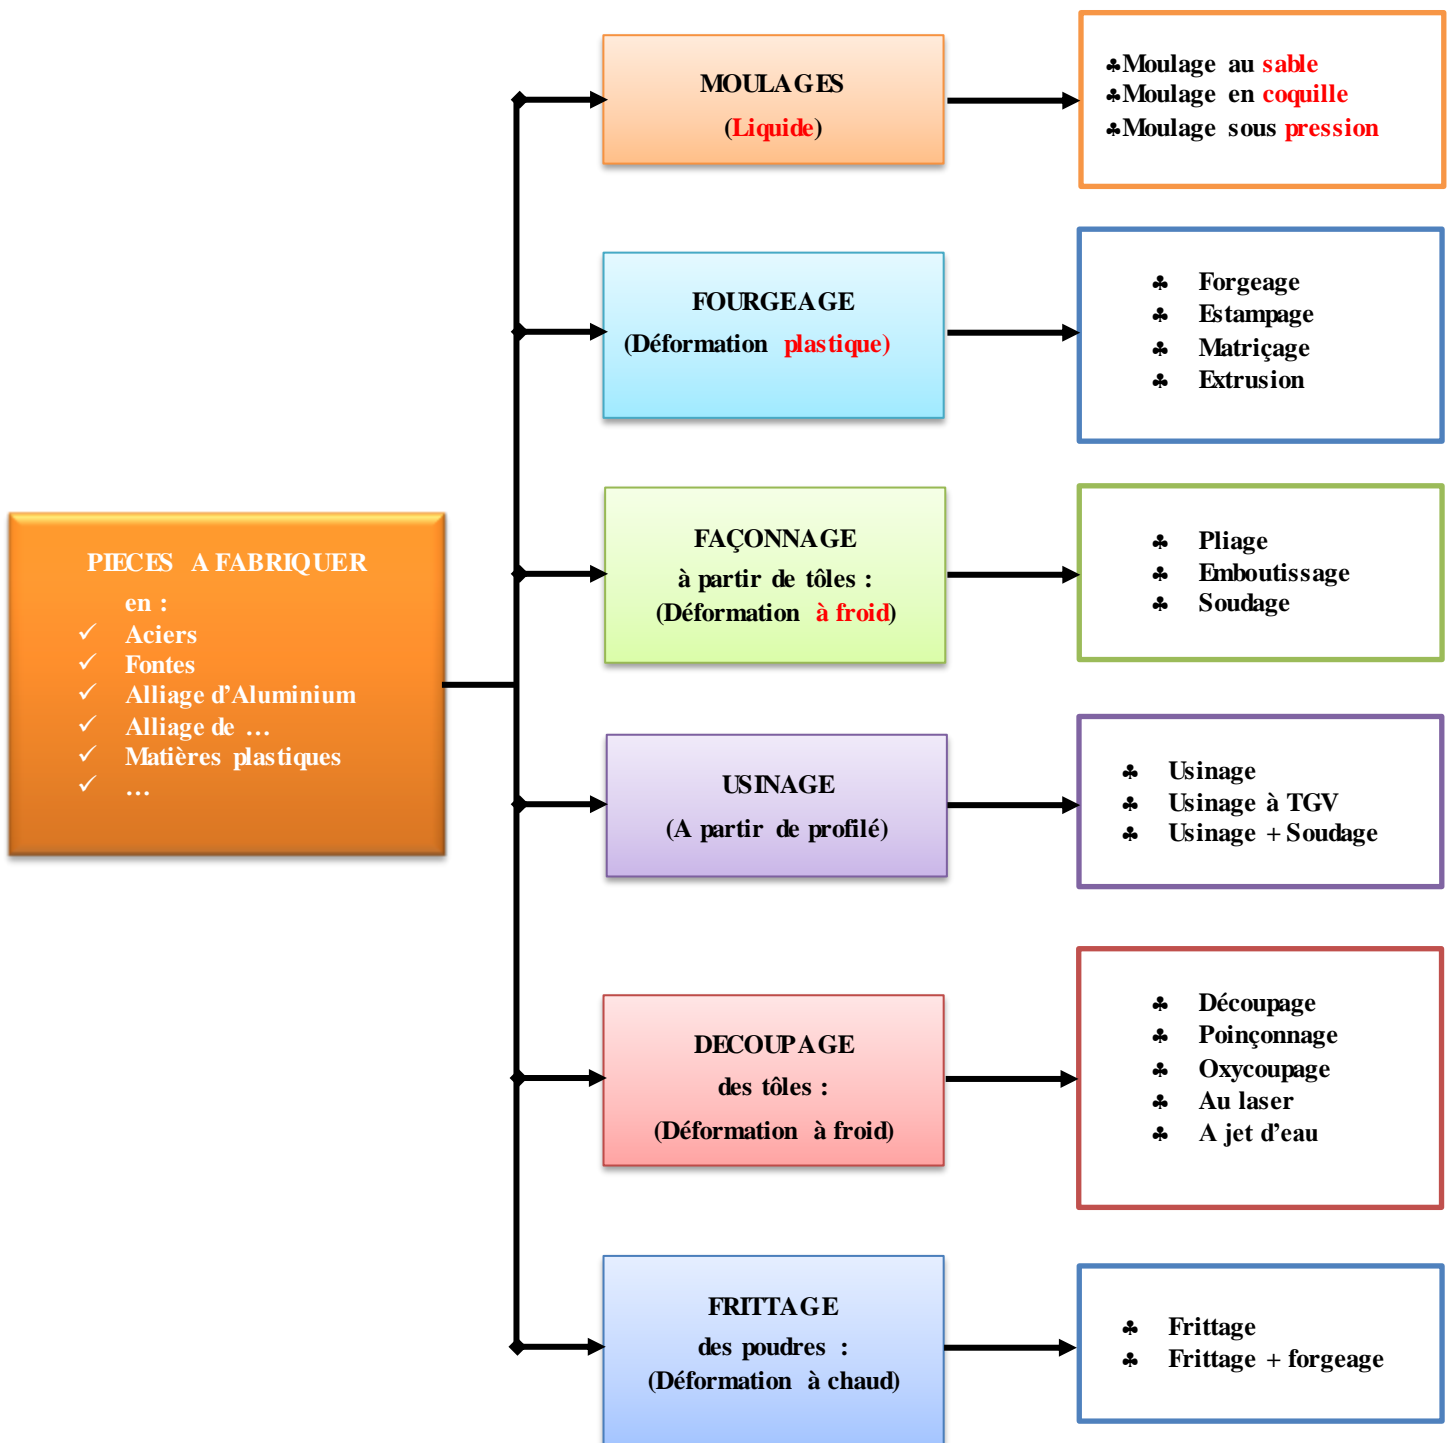 PIECES A FABRIQUER
en :
✓ Aciers
✓ Fontes
✓ Alliage d’Aluminium
✓ Alliage de …
✓ Matières plastiques
✓ …
MOULAGES
(Liquide)
♣Moulage au sable
♣Moulage en coquille
♣Moulage sous pression
FOURGEAGE
(Déformation plastique)
♣ Forgeage
♣ Estampage
♣ Matriçage
♣ Extrusion
FAÇONNAGE
à partir de tôles :
(Déformation à froid)
♣ Pliage
♣ Emboutissage
♣ Soudage
USINAGE
(A partir de profilé)
♣ Usinage
♣ Usinage à TGV
♣ Usinage + Soudage
DECOUPAGE
des tôles :
(Déformation à froid)
♣ Découpage
♣ Poinçonnage
♣ Oxycoupage
♣ Au laser
♣ A jet d’eau
FRITTAGE
des poudres :
(Déformation à chaud)
♣ Frittage
♣ Frittage + forgeage